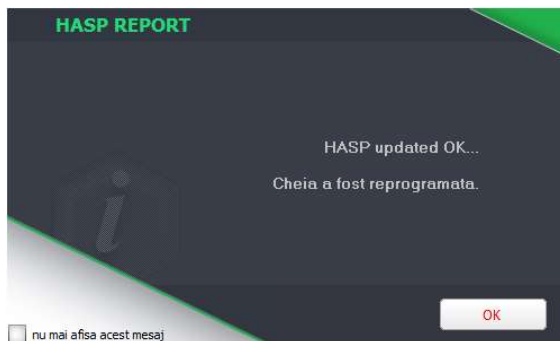 HASP REPORT
HASP updated OK...
Cheia a fost reprogramata.
OK
nu mai afisa acest mesaj